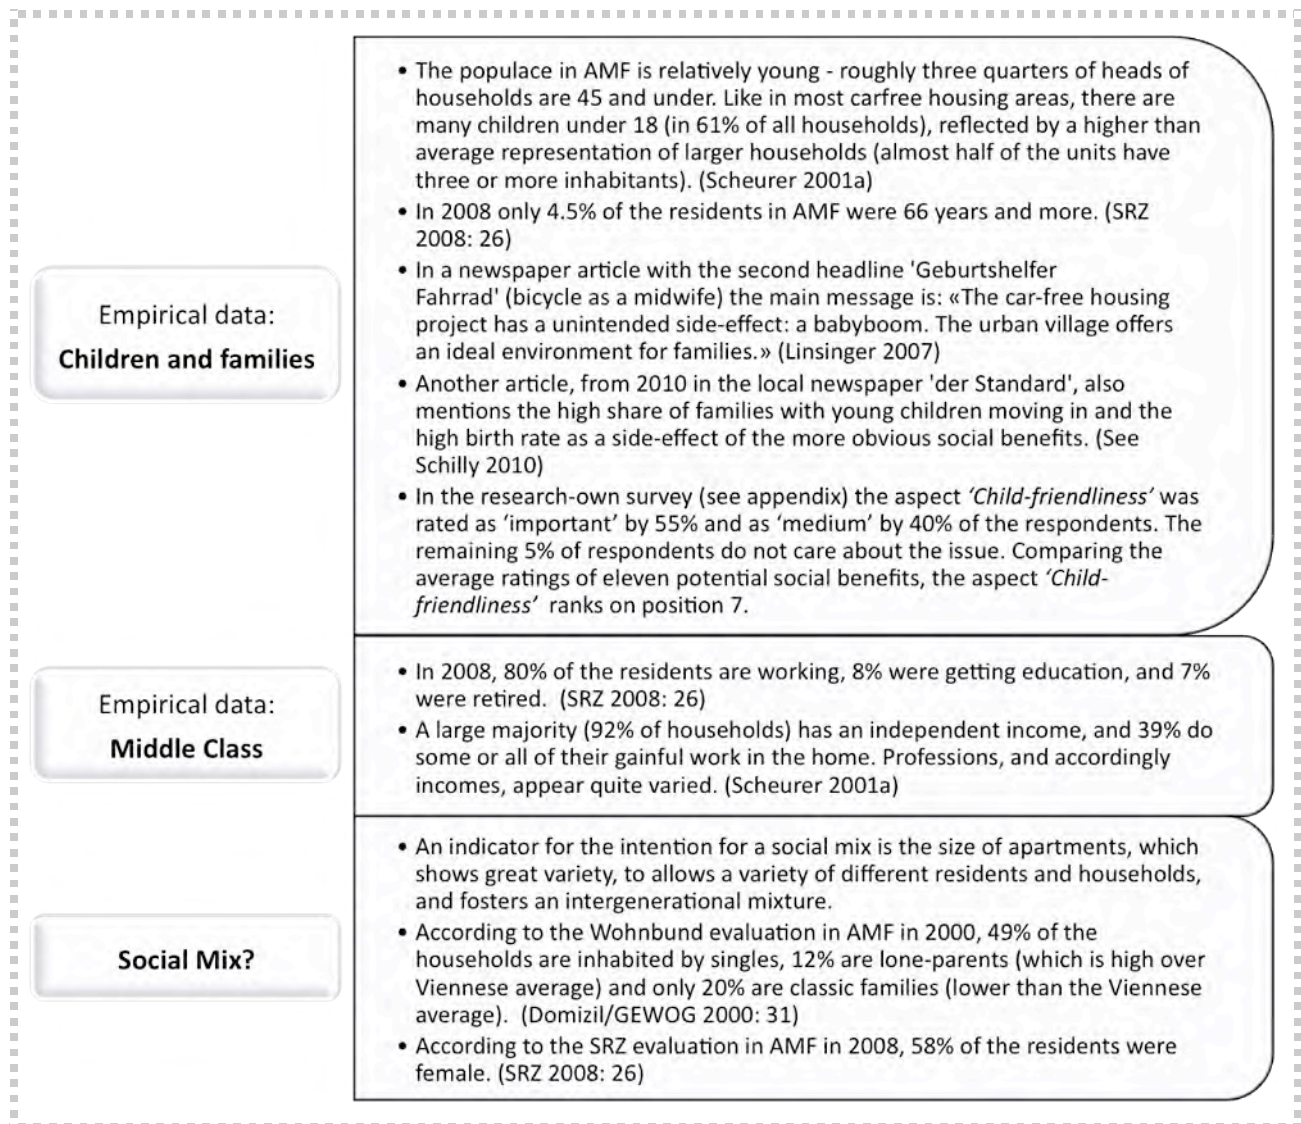 • The populace in AMF is relatively young - roughly three quarters of heads of
households are 45 and under. Like in most carfree housing areas, there are
many children under 18 (in 61% of all households), reflected by a higher than
average representation of larger households (almost half of the units have
three or more inhabitants). (Scheurer 2001a)
• In 2008 only 4.5% of the residents in AMF were 66 years and more. (SRZ
2008: 26)
• In a newspaper article with the second headline 'Geburtshelfer
Fahrrad' (bicycle as a midwife) the main message is: «The car-free housing
project has a unintended side-effect: a babyboom. The urban village offers
an ideal environment for families.» (Linsinger 2007)
• Another article, from 2010 in the local newspaper 'der Standard', also
mentions the high share of families with young children moving in and the
high birth rate as a side-effect of the more obvious social benefits. (See
Schilly 2010)
• In the research-own survey (see appendix) the aspect ‘Child-friendliness’ was
rated as ‘important’ by 55% and as ‘medium’ by 40% of the respondents. The
remaining 5% of respondents do not care about the issue. Comparing the
average ratings of eleven potential social benefits, the aspect ‘Child-
friendliness’ ranks on position 7.
Empirical data:
Children and families
• In 2008, 80% of the residents are working, 8% were getting education, and 7%
were retired. (SRZ 2008: 26)
• A large majority (92% of households) has an independent income, and 39% do
some or all of their gainful work in the home. Professions, and accordingly
incomes, appear quite varied. (Scheurer 2001a)
Empirical data:
Middle Class
• An indicator for the intention for a social mix is the size of apartments, which
shows great variety, to allows a variety of different residents and households,
and fosters an intergenerational mixture.
• According to the Wohnbund evaluation in AMF in 2000, 49% of the
households are inhabited by singles, 12% are lone-parents (which is high over
Viennese average) and only 20% are classic families (lower than the Viennese
average). (Domizil/GEWOG 2000: 31)
• According to the SRZ evaluation in AMF in 2008, 58% of the residents were
female. (SRZ 2008: 26)
Social Mix?